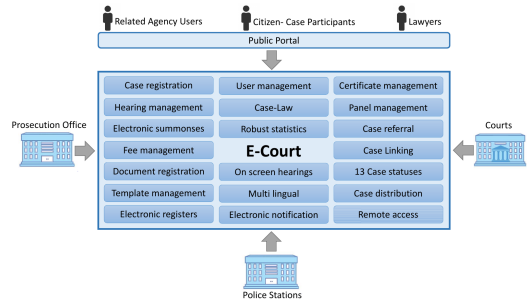 Related Agency Users
Citizen- Case Participants
Lawyers
Public Portal
Case registration
User management
Certificate management
Hearing management
Case-Law
Panel management
Prosecution Office
Electronic summonses
Robust statistics
Case referral
Courts
Fee management
E-Court
Case Linking
Document registration
On screen hearings
13 Case statuses
Template management
Multi lingual
Case distribution
Electronic registers
Electronic notification
Remote access
Police Stations